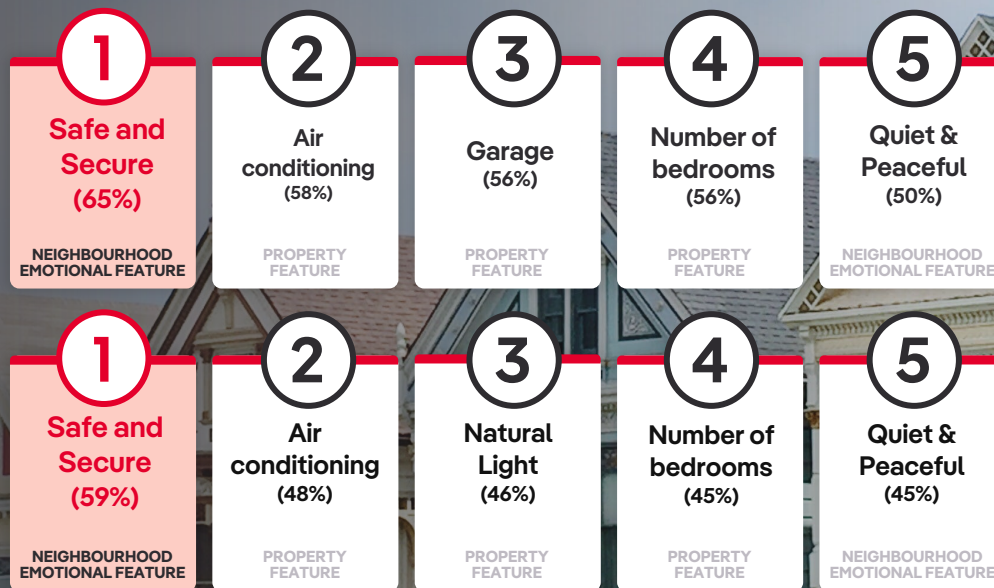 1
Safe and
Secure
(65%)
NEIGHBOURHOOD
EMOTIONAL FEATURE
2
Air
conditioning
(58%)
PROPERTY
FEATURE
3
Garage
(56%)
PROPERTY
FEATURE
4
Number of
bedrooms
(56%)
PROPERTY
FEATURE
5
Quiet &
Peaceful
(50%)
NEIGHBOURHOOD
EMOTIONAL FEATURE
1
Safe and
Secure
(59%)
NEIGHBOURHOOD
EMOTIONAL FEATURE
2
Air
conditioning
(48%)
PROPERTY
FEATURE
3
Natural
Light
(46%)
PROPERTY
FEATURE
4
Number of
bedrooms
(45%)
PROPERTY
FEATURE
5
Quiet &
Peaceful
(45%)
NEIGHBOURHOOD
EMOTIONAL FEATURE